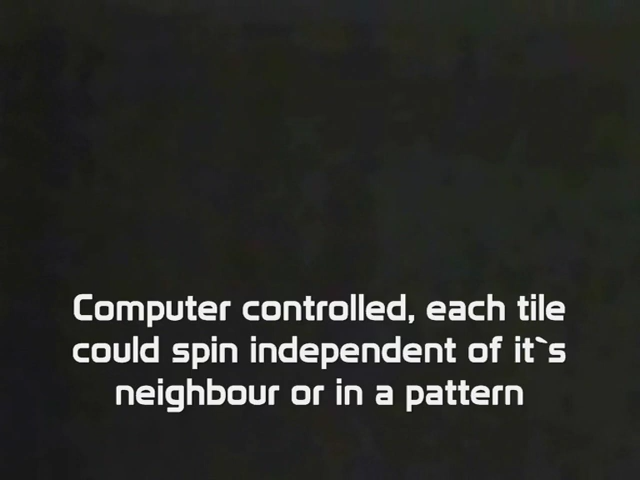 Computer controlled, each tile
could spin independent of it`s
neighbour or in a pattern